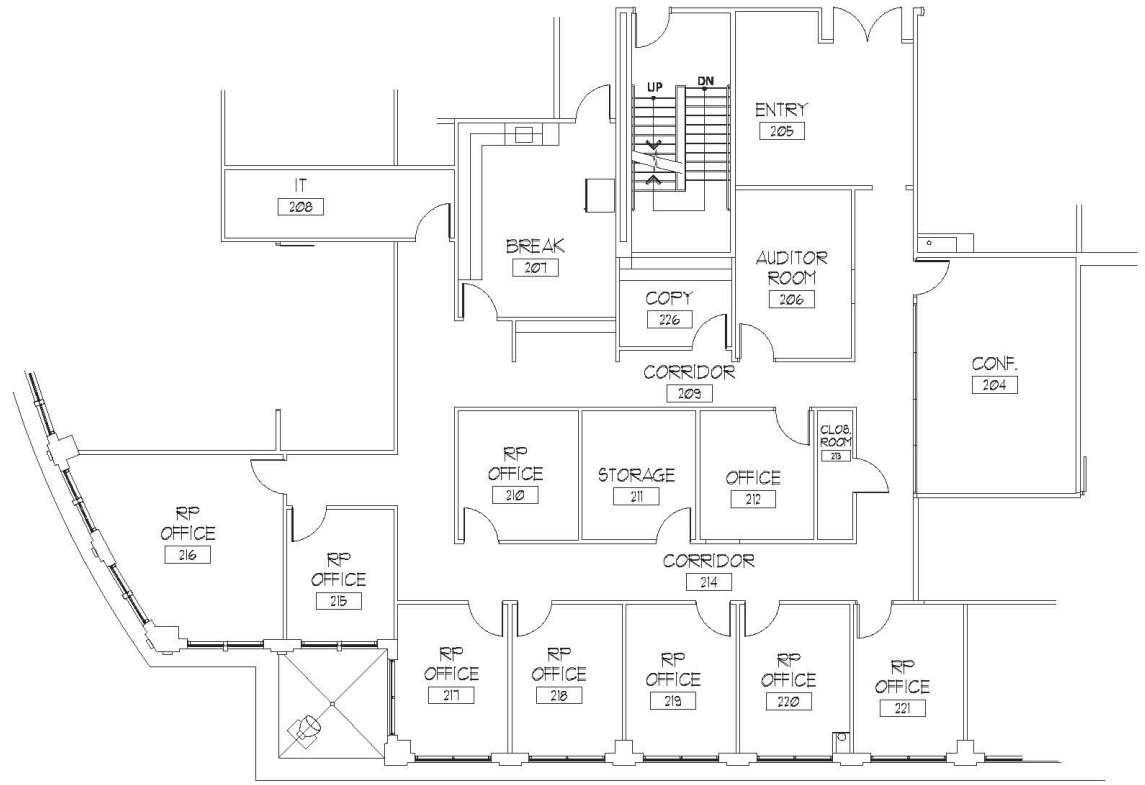 UP
DN
ENTRY
205
IT
208
BREAK
207
AUDITOR
ROOM
206
COPY
226
CORRIDOR
209
CONF.
204
RP
OFFICE
210
STORAGE
211
OFFICE
212
CLOS.
ROOM
213
RP
OFFICE
216
RP
OFFICE
215
CORRIDOR
214
RP
OFFICE
217
RP
OFFICE
218
RP
OFFICE
219
RP
OFFICE
220
RP
OFFICE
221